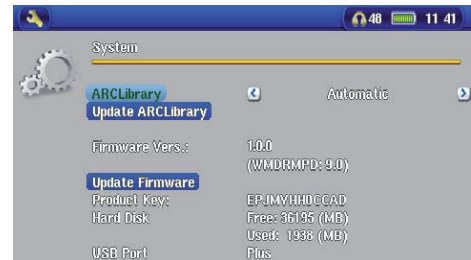 48 11 41
System
ARCLibrary Automatic
Update ARCLibrary
Firmware Vers.: 1.0.0
(WMDRMPD: 9.0)
Update Firmware
Product Key: EPJMVHH0CCAD
Hard Disk Free: 36195 (MB)
Used: 1938 (MB)
USB Port Plus